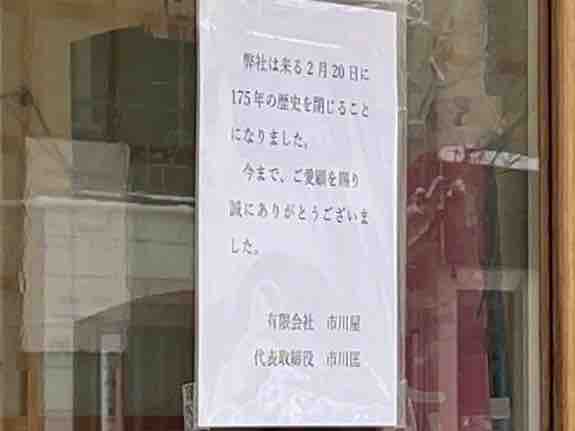 弊社は来る2月20日に
175年の歴史を閉じること
になりました。
今まで、ご愛顧を賜り
誠にありがとうございま
した。
有限会社 市川屋
代表取締役 市川匡